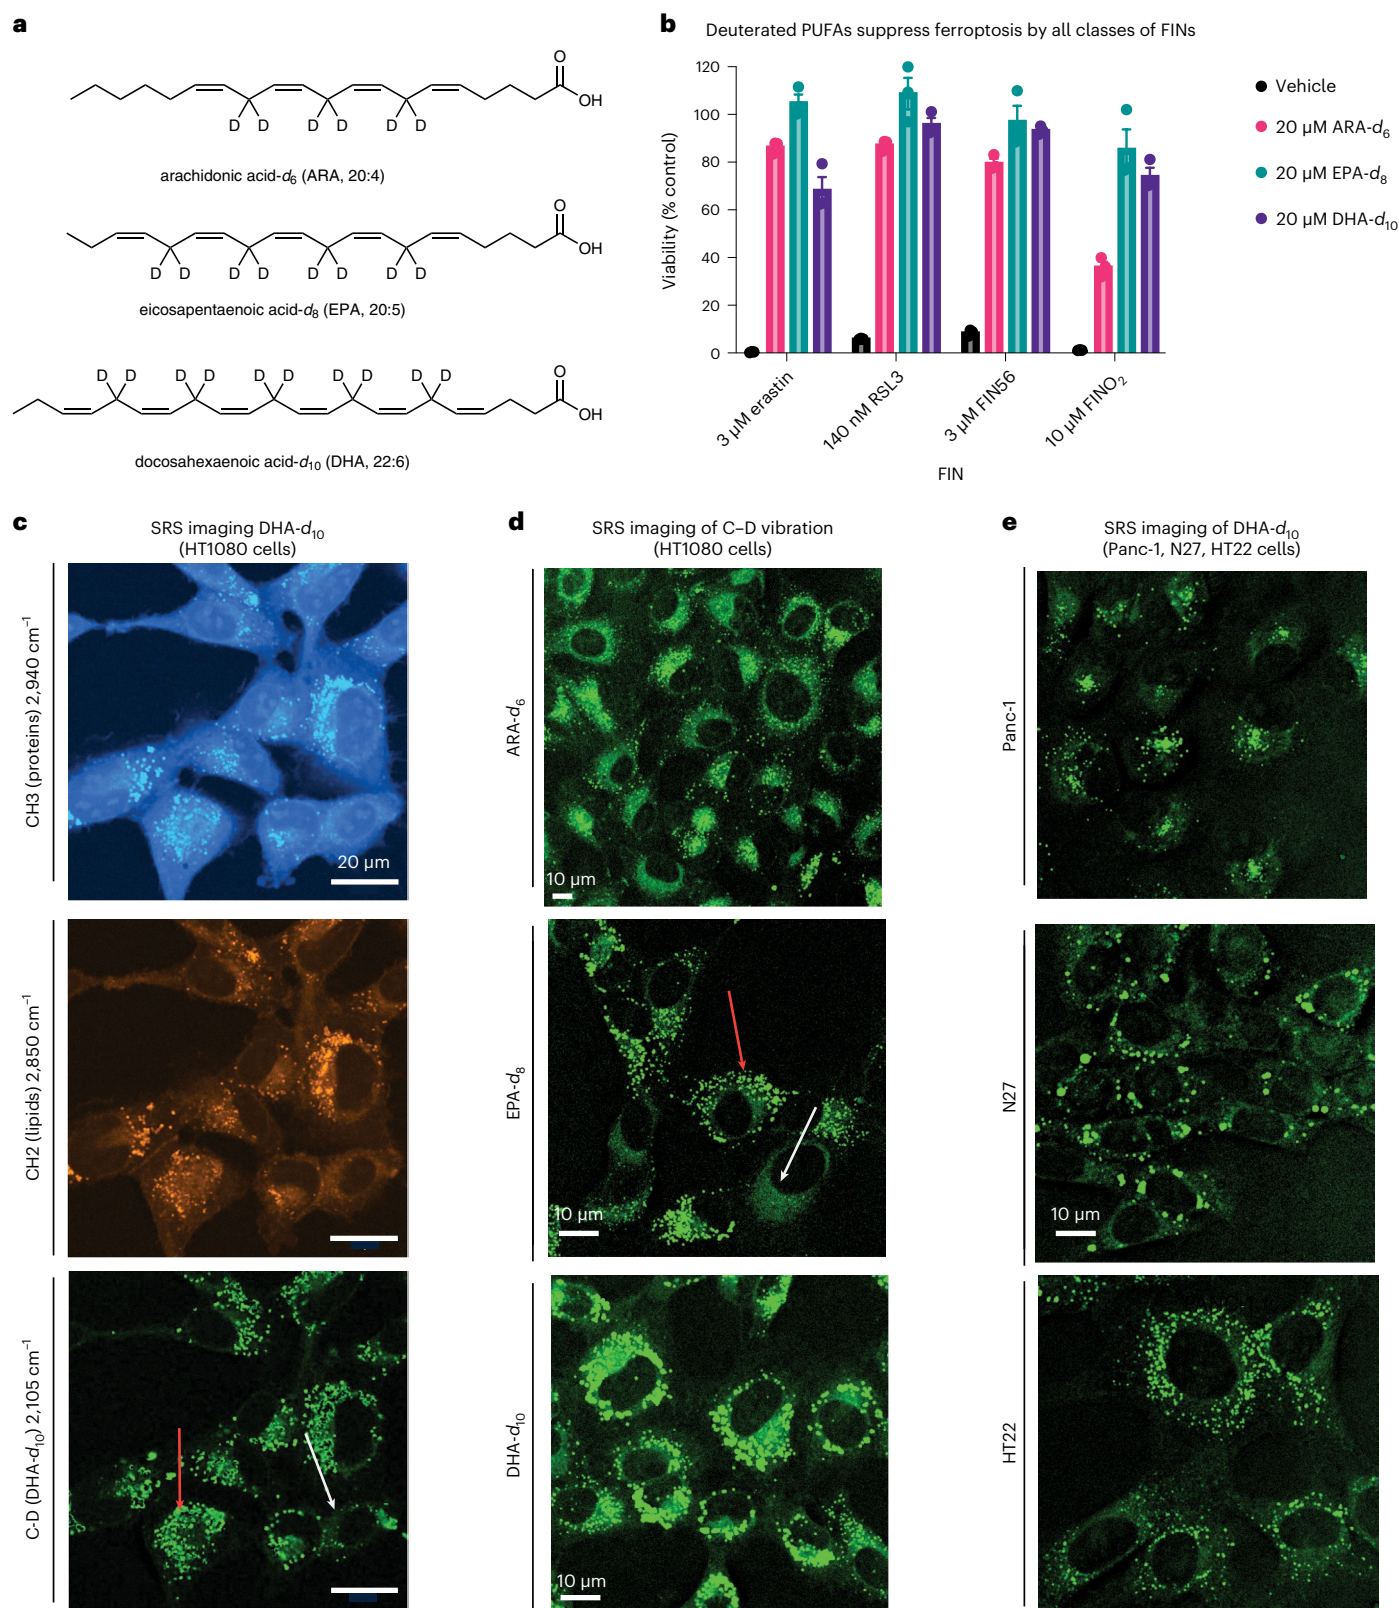 a
O
OH
D D D D D D
arachidonic acid-d6 (ARA, 20:4)
O
OH
D D D D D D D D
eicosapentaenoic acid-d8 (EPA, 20:5)
D D D D D D D D D D
O
OH
docosahexaenoic acid-d10 (DHA, 22:6)
b
Deuterated PUFAs suppress ferroptosis by all classes of FINs
Viability (% control)
120
100
80
60
40
20
0
3 µM erastin
140 nM RSL3
3 µM FIN56
10 µM FINO2
FIN
Vehicle
20 µM ARA-d6
20 µM EPA-d8
20 µM DHA-d10
c
SRS imaging DHA-d10
(HT1080 cells)
CH3 (proteins) 2,940 cm−1
20 µm
CH2 (lipids) 2,850 cm−1
C-D (DHA-d10) 2,105 cm−1
d
SRS imaging of C–D vibration
(HT1080 cells)
ARA-d6
10 µm
EPA-d8
10 µm
DHA-d10
10 µm
e
SRS imaging of DHA-d10
(Panc-1, N27, HT22 cells)
Panc-1
N27
10 µm
HT22